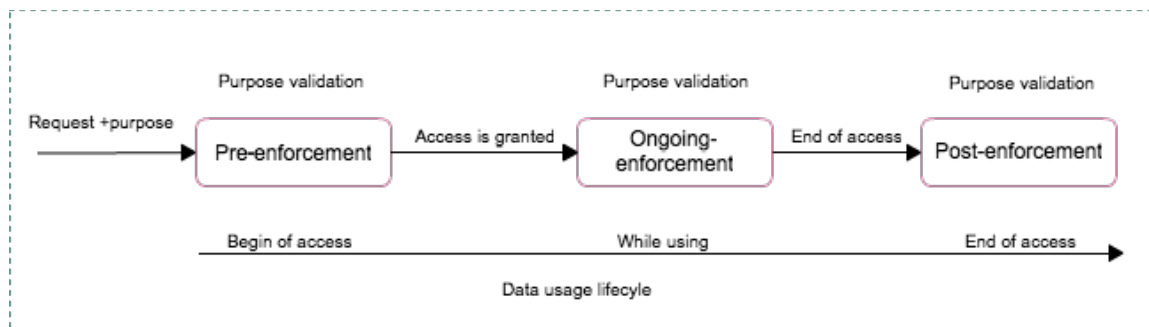 Purpose validation
Purpose validation
Purpose validation
Request +purpose
Pre-enforcement
Access is granted
Ongoing-
enforcement
End of access
Post-enforcement
Begin of access
While using
End of access
Data usage lifecyle